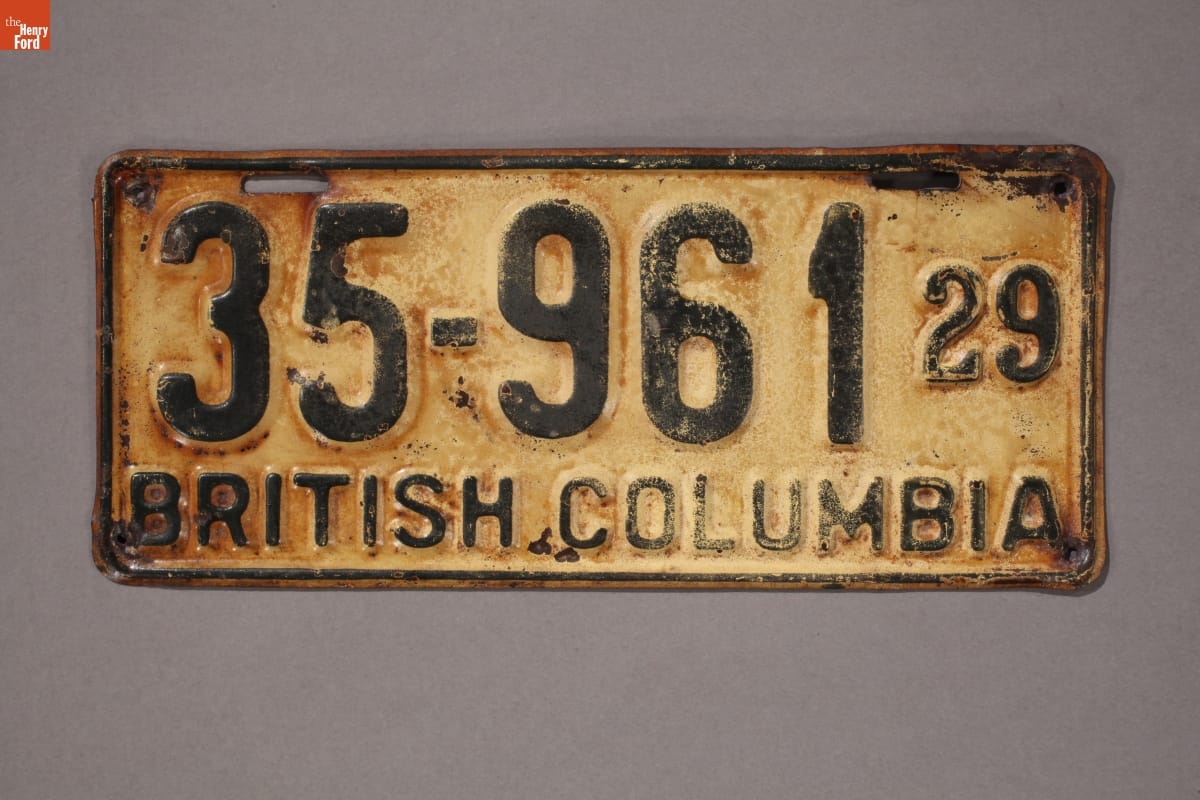 the
Henry
Ford
35-961 29
BRITISH COLUMBIA